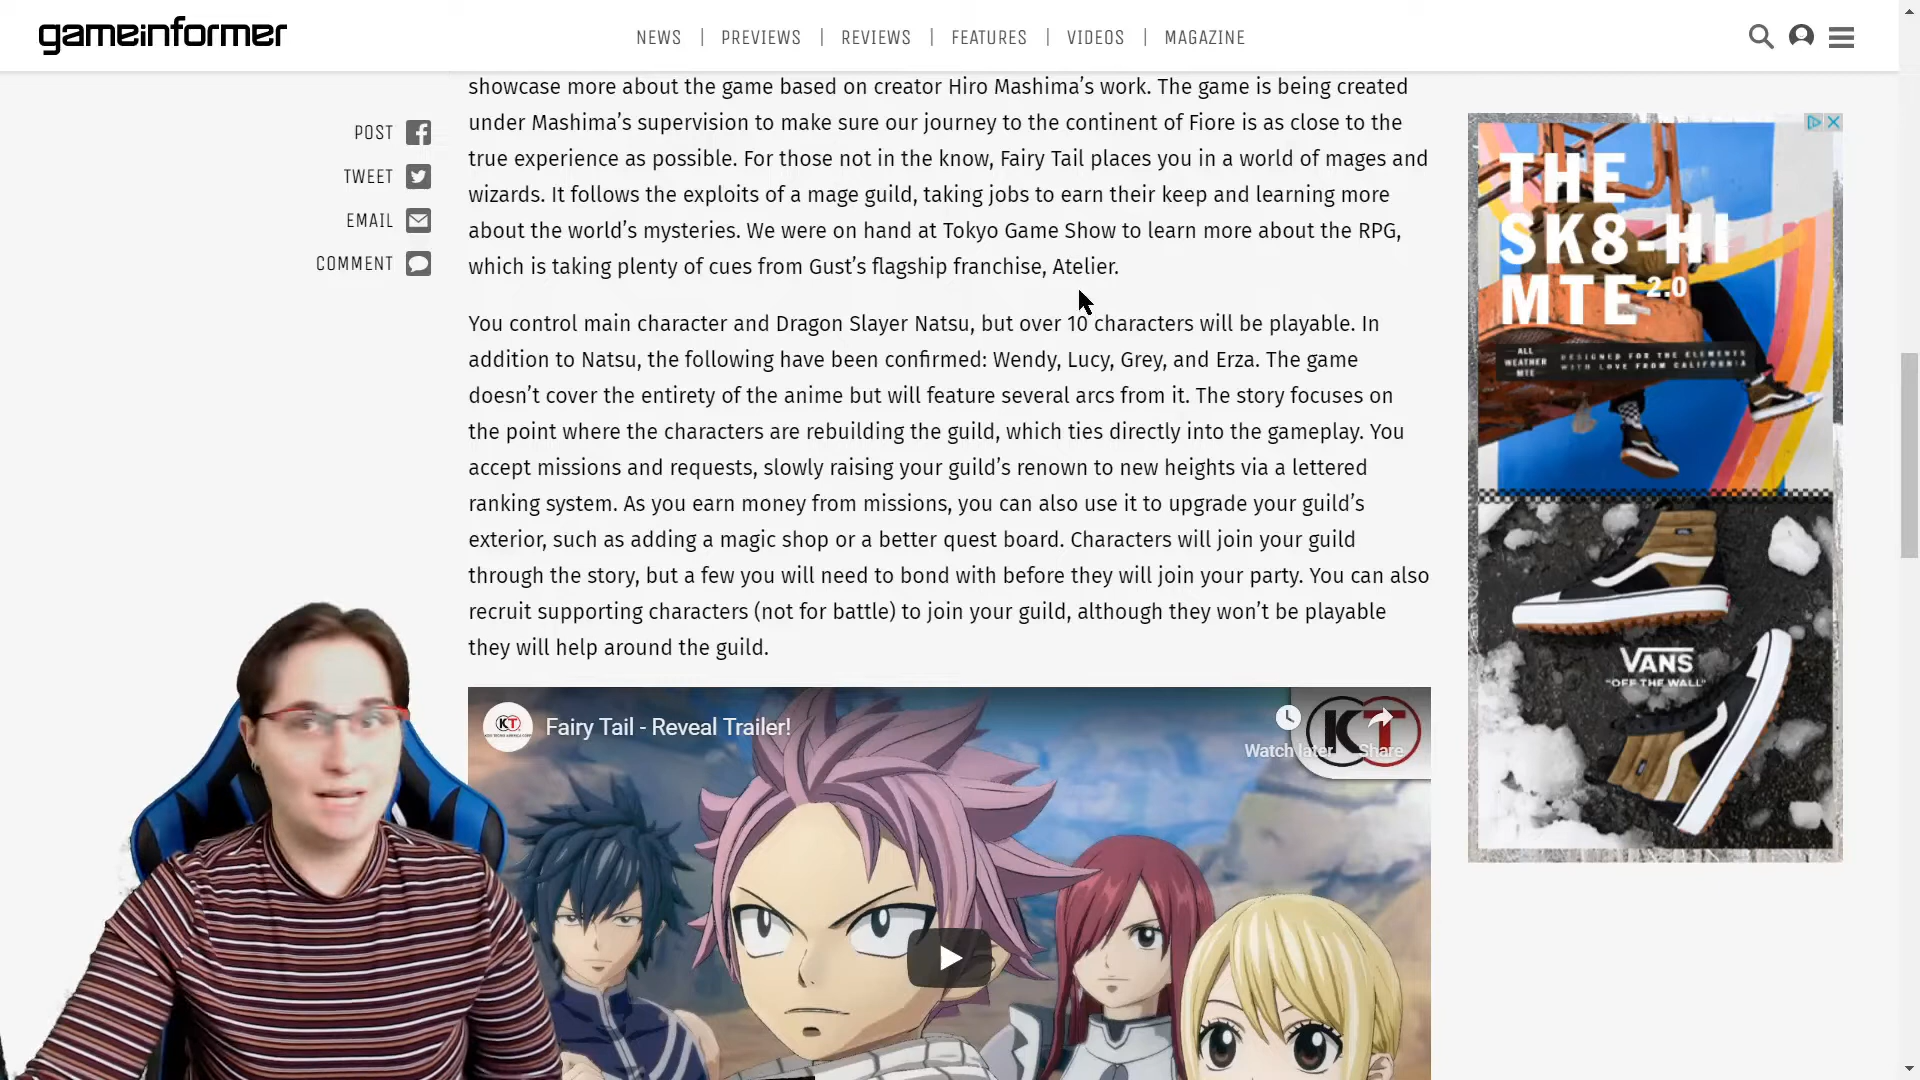 gameinformer
NEWS | PREVIEWS | REVIEWS | FEATURES | VIDEOS | MAGAZINE
POST
TWEET
EMAIL
COMMENT
showcase more about the game based on creator Hiro Mashima’s work. The game is being created
under Mashima’s supervision to make sure our journey to the continent of Fiore is as close to the
true experience as possible. For those not in the know, Fairy Tail places you in a world of mages and
wizards. It follows the exploits of a mage guild, taking jobs to earn their keep and learning more
about the world’s mysteries. We were on hand at Tokyo Game Show to learn more about the RPG,
which is taking plenty of cues from Gust’s flagship franchise, Atelier.
You control main character and Dragon Slayer Natsu, but over 10 characters will be playable. In
addition to Natsu, the following have been confirmed: Wendy, Lucy, Grey, and Erza. The game
doesn’t cover the entirety of the anime but will feature several arcs from it. The story focuses on
the point where the characters are rebuilding the guild, which ties directly into the gameplay. You
accept missions and requests, slowly raising your guild’s renown to new heights via a lettered
ranking system. As you earn money from missions, you can also use it to upgrade your guild’s
exterior, such as adding a magic shop or a better quest board. Characters will join your guild
through the story, but a few you will need to bond with before they will join your party. You can also
recruit supporting characters (not for battle) to join your guild, although they won’t be playable
they will help around the guild.
KT
Fairy Tail - Reveal Trailer!
Watch later
Share
KT
THE
SK8-HI
MTE 2.0
ALL
WEATHER
MTE
DESIGNED FOR THE ELEMENTS
WITH LOVE FROM CALIFORNIA
VANS
"OFF THE WALL"